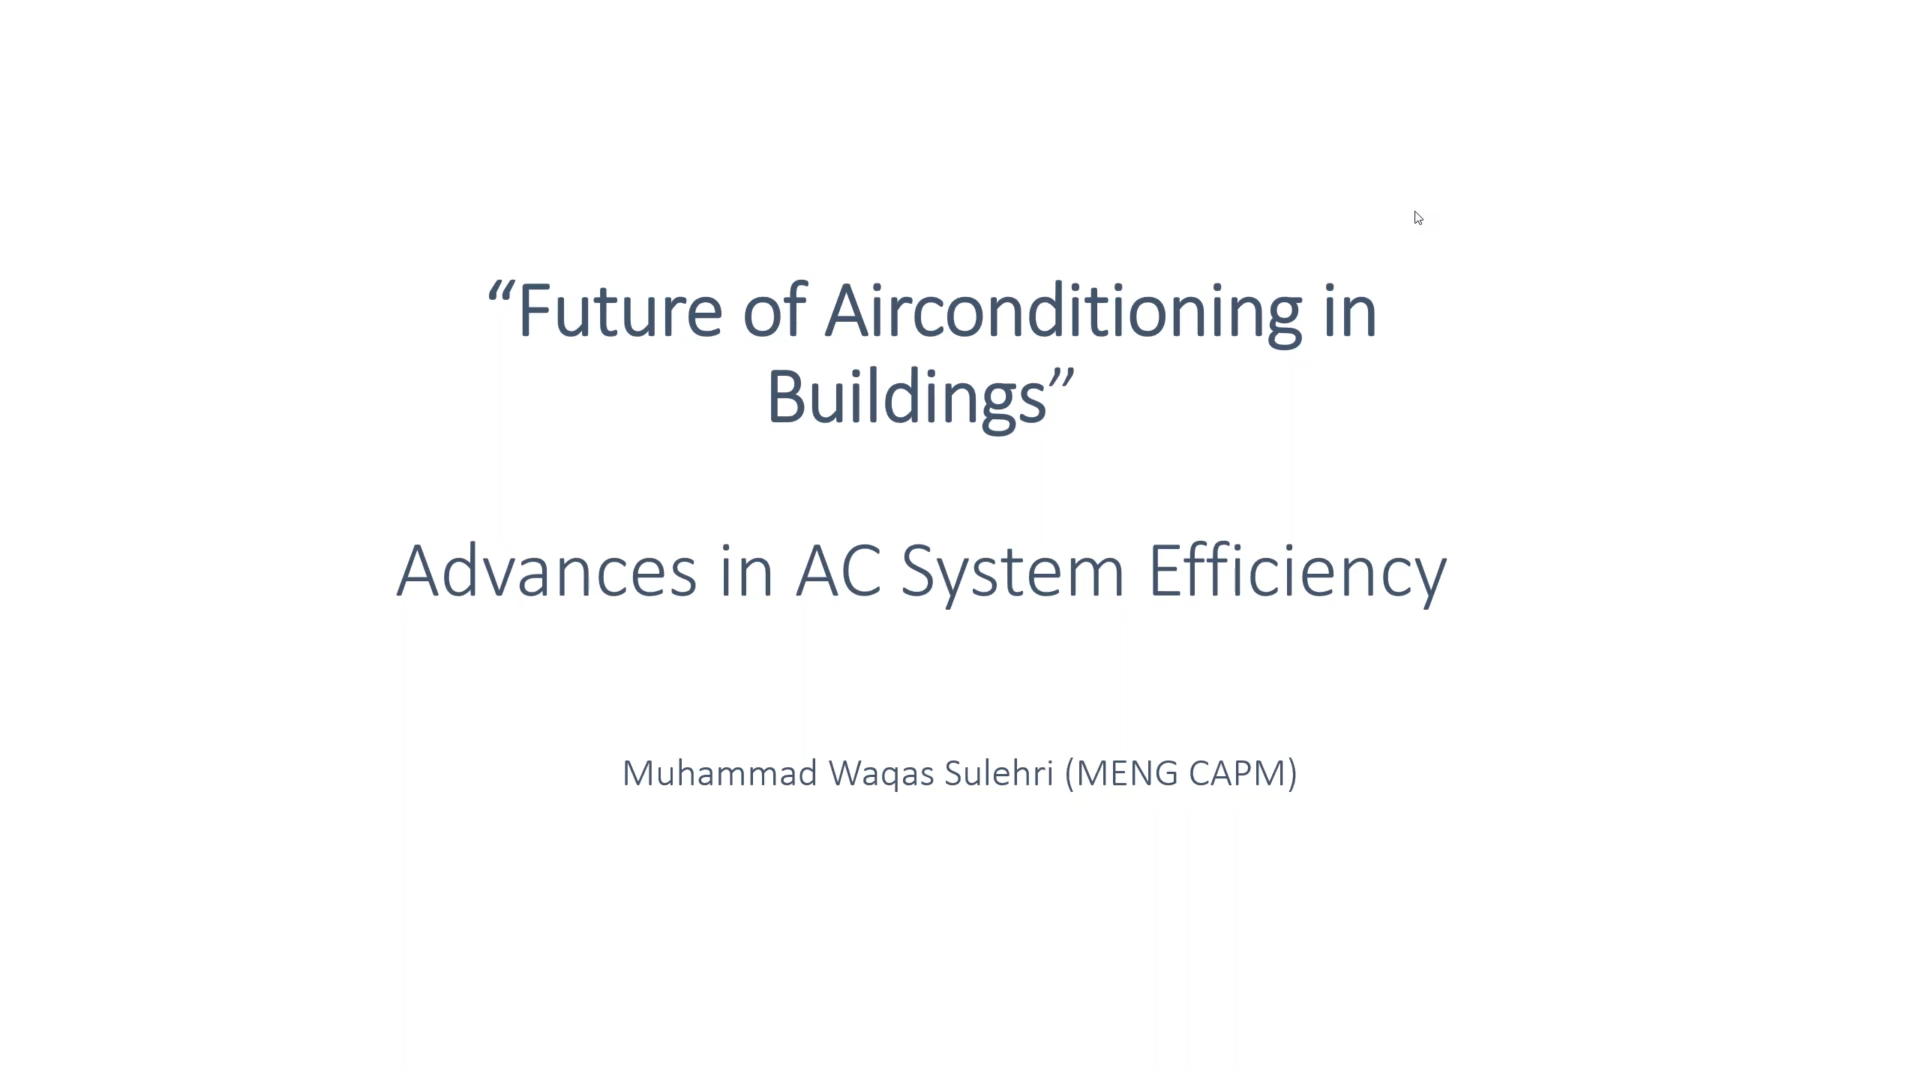 “Future of Airconditioning in
Buildings”
Advances in AC System Efficiency
Muhammad Waqas Sulehri (MENG CAPM)